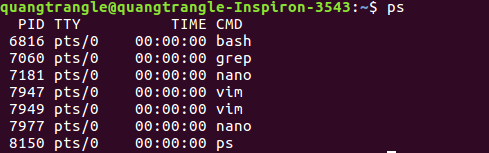 quangtrangle@quangtrangle-Inspiron-3543:~$ ps
PID TTY TIME CMD
6816 pts/0 00:00:00 bash
7060 pts/0 00:00:00 grep
7181 pts/0 00:00:00 nano
7947 pts/0 00:00:00 vim
7949 pts/0 00:00:00 vim
7977 pts/0 00:00:00 nano
8150 pts/0 00:00:00 ps